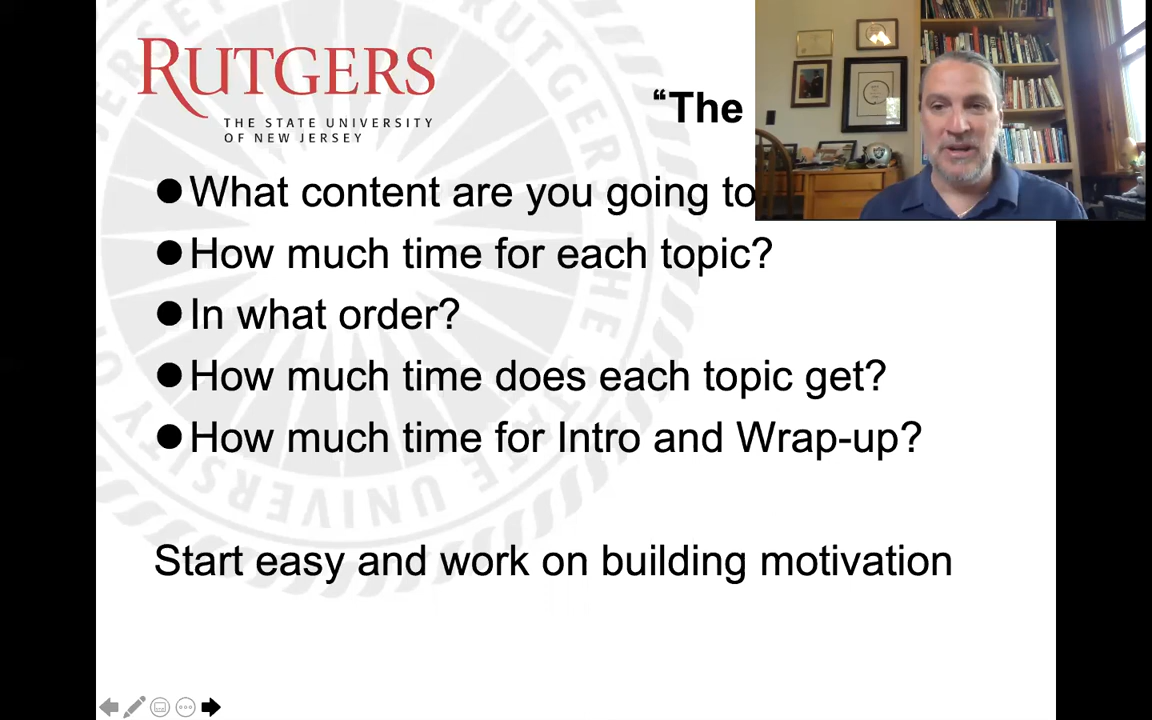 RUTGERS
THE STATE UNIVERSITY
OF NEW JERSEY
“The
●What content are you going to
●How much time for each topic?
●In what order?
●How much time does each topic get?
●How much time for Intro and Wrap-up?
Start easy and work on building motivation